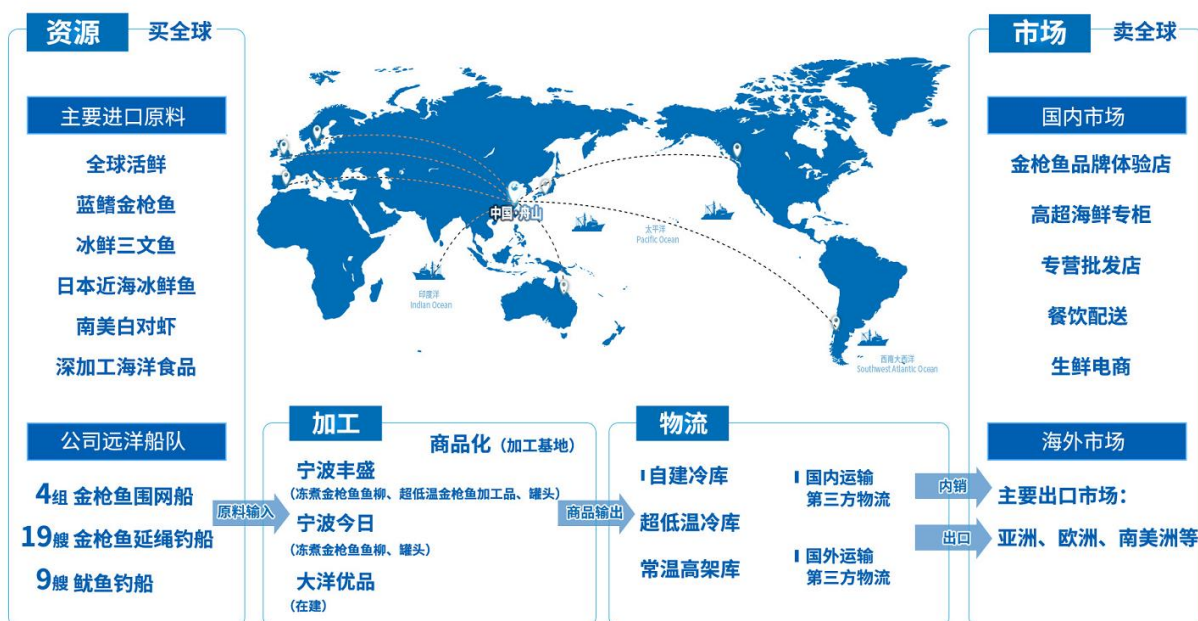 资源 买全球
主要进口原料
全球活鲜
蓝鳍金枪鱼
冰鲜三文鱼
日本近海冰鲜鱼
南美白对虾
深加工海洋食品
公司远洋船队
4组 金枪鱼围网船
19艘 金枪鱼延绳钓船
9艘 鱿鱼钓船
中国·舟山
太平洋
Pacific Ocean
印度洋
Indian Ocean
西南大西洋
Southwest Atlantic Ocean
原料输入
加工
商品化（加工基地）
宁波丰盛
（冻煮金枪鱼鱼柳、超低温金枪鱼加工品、罐头）
宁波今日
（冻煮金枪鱼鱼柳、罐头）
大洋优品
（在建）
商品输出
物流
自建冷库
超低温冷库
常温高架库
国内运输
第三方物流
国外运输
第三方物流
内销
出口
市场 卖全球
国内市场
金枪鱼品牌体验店
高超海鲜专柜
专营批发店
餐饮配送
生鲜电商
海外市场
主要出口市场：
亚洲、欧洲、南美洲等